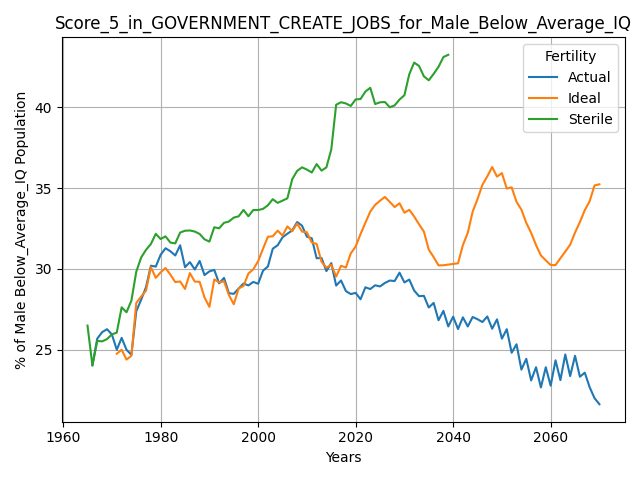 Score_5_in_GOVERNMENT_CREATE_JOBS_for_Male_Below_Average_IQ
Fertility
Actual
Ideal
Sterile
% of Male Below_Average_IQ Population
40
35
30
25
1960 1980 2000 2020 2040 2060
Years